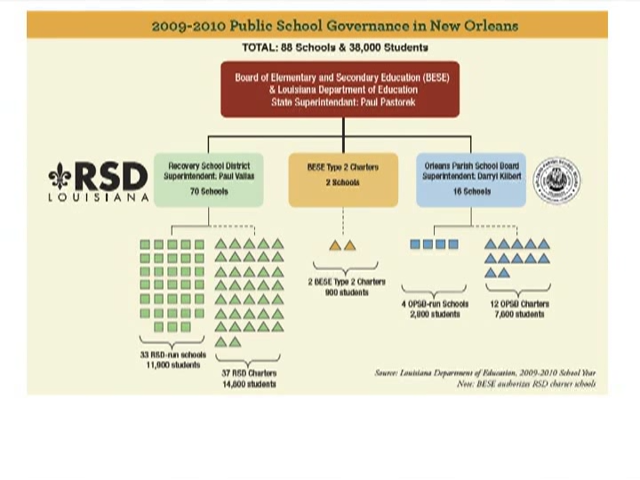 2009-2010 Public School Governance in New Orleans
TOTAL: 88 Schools & 38,000 Students
Board of Elementary and Secondary Education (BESE)
& Louisiana Department of Education
State Superintendant: Paul Pastorek
RSD
LOUISIANA
Recovery School District
Superintendent: Paul Vallas
70 Schools
BESE Type 2 Charters
2 Schools
Orleans Parish School Board
Superintendent: Darryl Kilbert
16 Schools
2 BESE Type 2 Charters
900 students
4 OPSB-run Schools
2,800 students
12 OPSB Charters
7,600 students
33 RSD-run schools
11,900 students
37 RSD Charters
14,800 students
Source: Louisiana Department of Education, 2009-2010 School Year
Note: BESE authorizes RSD charter schools